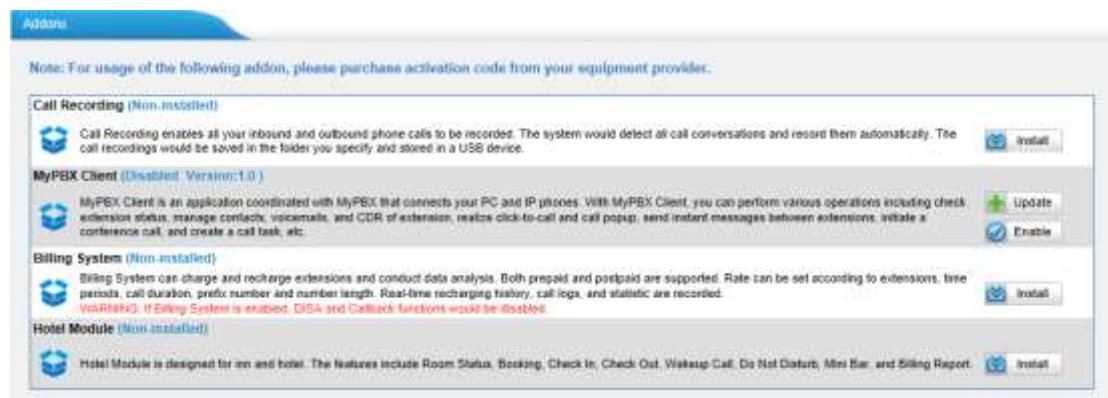 Addons
Note: For usage of the following addon, please purchase activation code from your equipment provider.
Call Recording (Non-installed)
Call Recording enables all your inbound and outbound phone calls to be recorded. The system would detect all call conversations and record them automatically. The
call recordings would be saved in the folder you specify and stored in a USB device.
Install
MyPBX Client (Disabled Version:1.0 )
MyPBX Client is an application coordinated with MyPBX that connects your PC and IP phones. With MyPBX Client, you can perform various operations including check
extension status, manage contacts, voicemails, and CDR of extension, realize click-to-call and call popup, send instant messages between extensions, initiate a
conference call, and create a call task, etc.
Update
Enable
Billing System (Non-installed)
Billing System can charge and recharge extensions and conduct data analysis. Both prepaid and postpaid are supported. Rate can be set according to extensions, time
periods, call duration, prefix number and number length. Real-time recharging history, call logs, and statistic are recorded.
WARNING: If Billing System is enabled, DISA and Callback functions would be disabled.
Install
Hotel Module (Non-installed)
Hotel Module is designed for inn and hotel. The features include Room Status, Booking, Check In, Check Out, Wakeup Call, Do Not Disturb, Mini Bar, and Billing Report.
Install